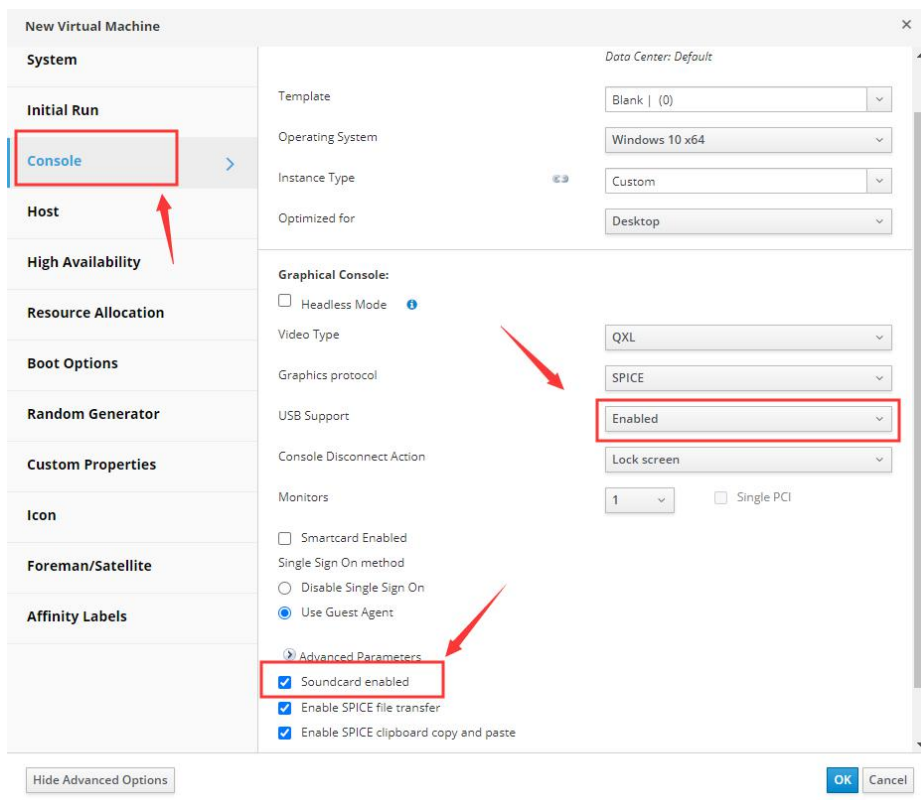 New Virtual Machine
×
System
Initial Run
Console
Host
High Availability
Resource Allocation
Boot Options
Random Generator
Custom Properties
Icon
Foreman/Satellite
Affinity Labels
Data Center: Default
Template
Blank | (0)
Operating System
Windows 10 x64
Instance Type
Custom
Optimized for
Desktop
Graphical Console:
Headless Mode
Video Type
QXL
Graphics protocol
SPICE
USB Support
Enabled
Console Disconnect Action
Lock screen
Monitors
1
Single PCI
Smartcard Enabled
Single Sign On method
Disable Single Sign On
Use Guest Agent
Advanced Parameters
Soundcard enabled
Enable SPICE file transfer
Enable SPICE clipboard copy and paste
Hide Advanced Options
OK
Cancel